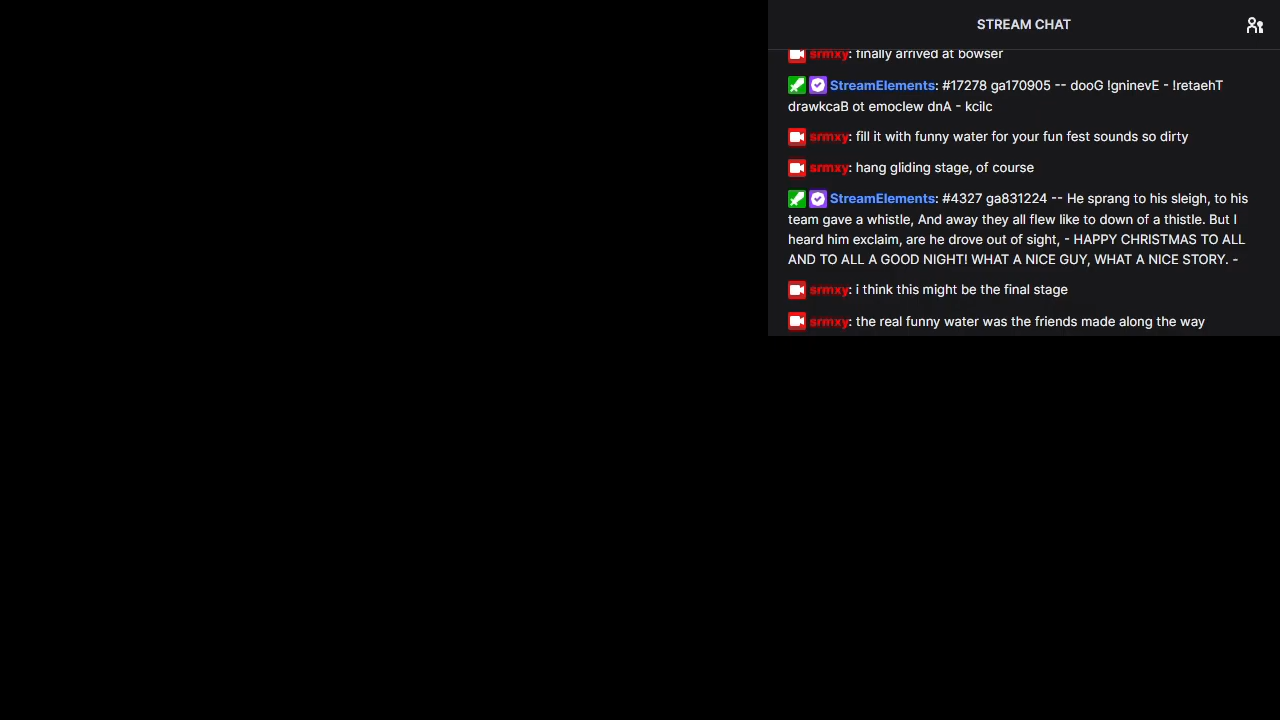 STREAM CHAT
srmxy: finally arrived at bowser
StreamElements: #17278 ga170905 -- dooG !gninevE - !retaehT
drawkcaB ot emoclew dnA - kcilc
srmxy: fill it with funny water for your fun fest sounds so dirty
srmxy: hang gliding stage, of course
StreamElements: #4327 ga831224 -- He sprang to his sleigh, to his
team gave a whistle, And away they all flew like to down of a thistle. But I
heard him exclaim, are he drove out of sight, - HAPPY CHRISTMAS TO ALL
AND TO ALL A GOOD NIGHT! WHAT A NICE GUY, WHAT A NICE STORY. -
srmxy: i think this might be the final stage
srmxy: the real funny water was the friends made along the way